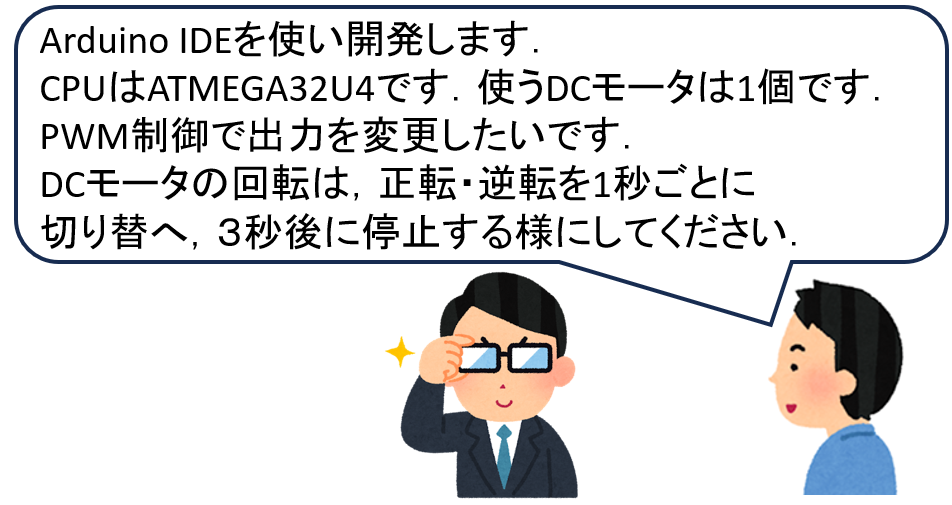 Arduino IDEを使い開発します．
CPUはATMEGA32U4です．使うDCモータは1個です．
PWM制御で出力を変更したいです．
DCモータの回転は，正転・逆転を1秒ごとに
切り替へ，３秒後に停止する様にしてください．